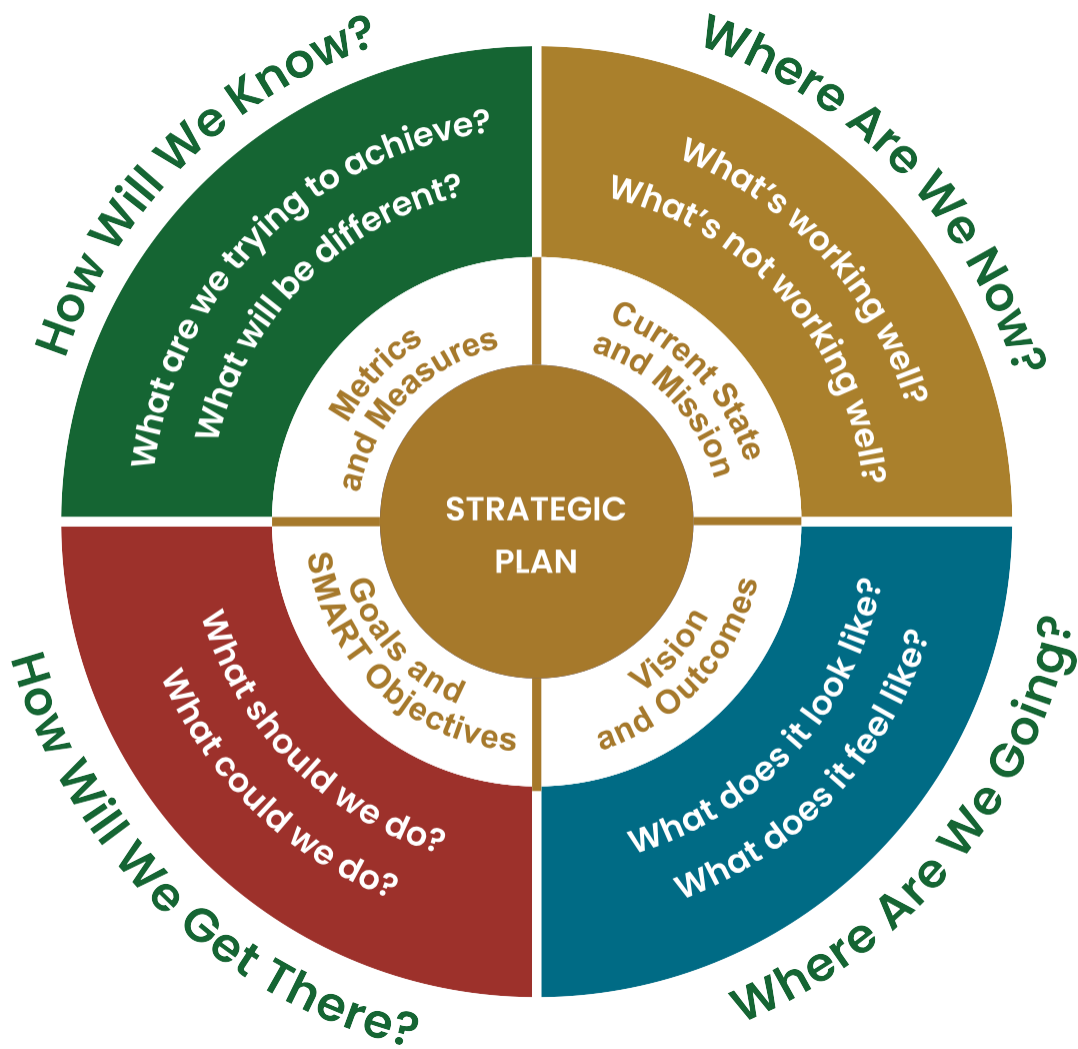 How Will We Know?
What are we trying to achieve?
What will be different?
Metrics
and Measures
Where Are We Now?
What’s working well?
What’s not working well?
Current State
and Mission
STRATEGIC
PLAN
Where Are We Going?
What does it look like?
What does it feel like?
Vision
and Outcomes
How Will We Get There?
What should we do?
What could we do?
Goals and
SMART Objectives